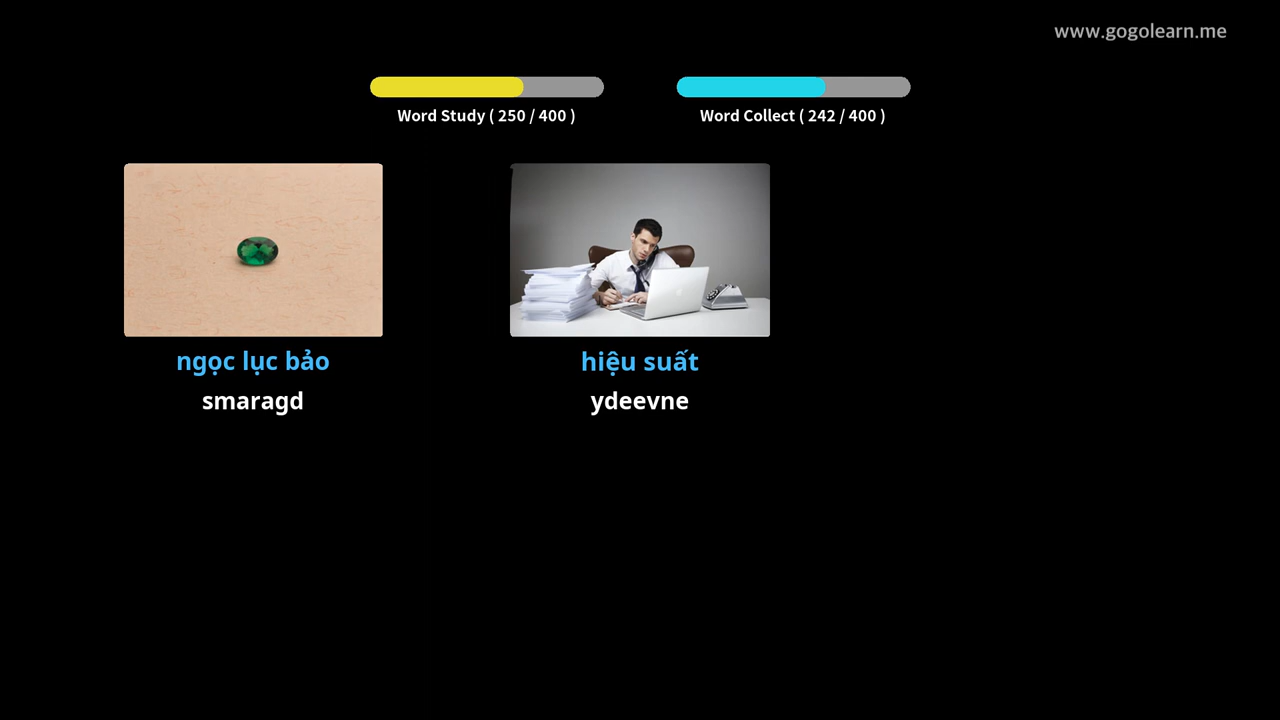 www.gogolearn.me
Word Study ( 250 / 400 )
Word Collect ( 242 / 400 )
ngọc lục bảo
smaragd
hiệu suất
ydeevne